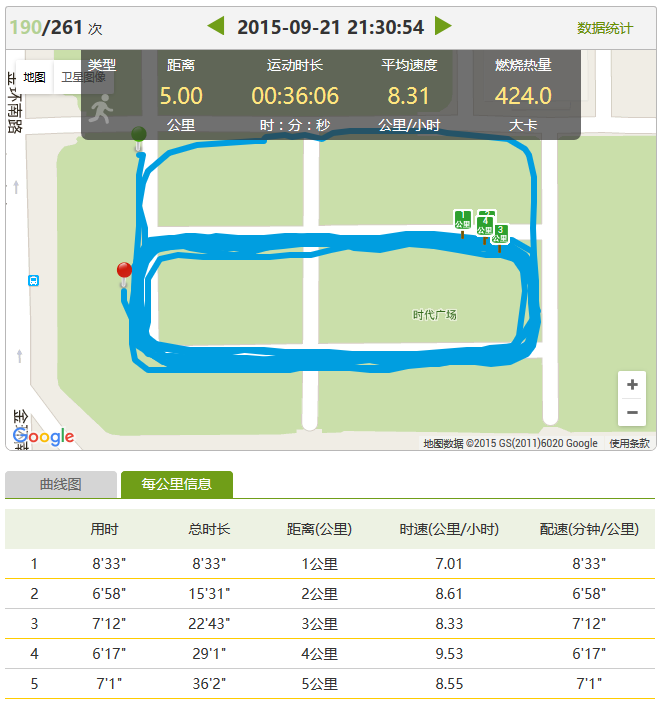 190/261 次
2015-09-21 21:30:54
数据统计
地图
卫星图像
类型 距离 运动时长 平均速度 燃烧热量
5.00 00:36:06 8.31 424.0
公里 时：分：秒 公里/小时 大卡
环南路
1
公里
2
4
公里
3
公里
时代广场
+
−
金环
Google
地图数据 ©2015 GS(2011)6020 Google 使用条款
曲线图 每公里信息
用时 总时长 距离(公里) 时速(公里/小时) 配速(分钟/公里)
1 8'33" 8'33" 1公里 7.01 8'33"
2 6'58" 15'31" 2公里 8.61 6'58"
3 7'12" 22'43" 3公里 8.33 7'12"
4 6'17" 29'1" 4公里 9.53 6'17"
5 7'1" 36'2" 5公里 8.55 7'1"